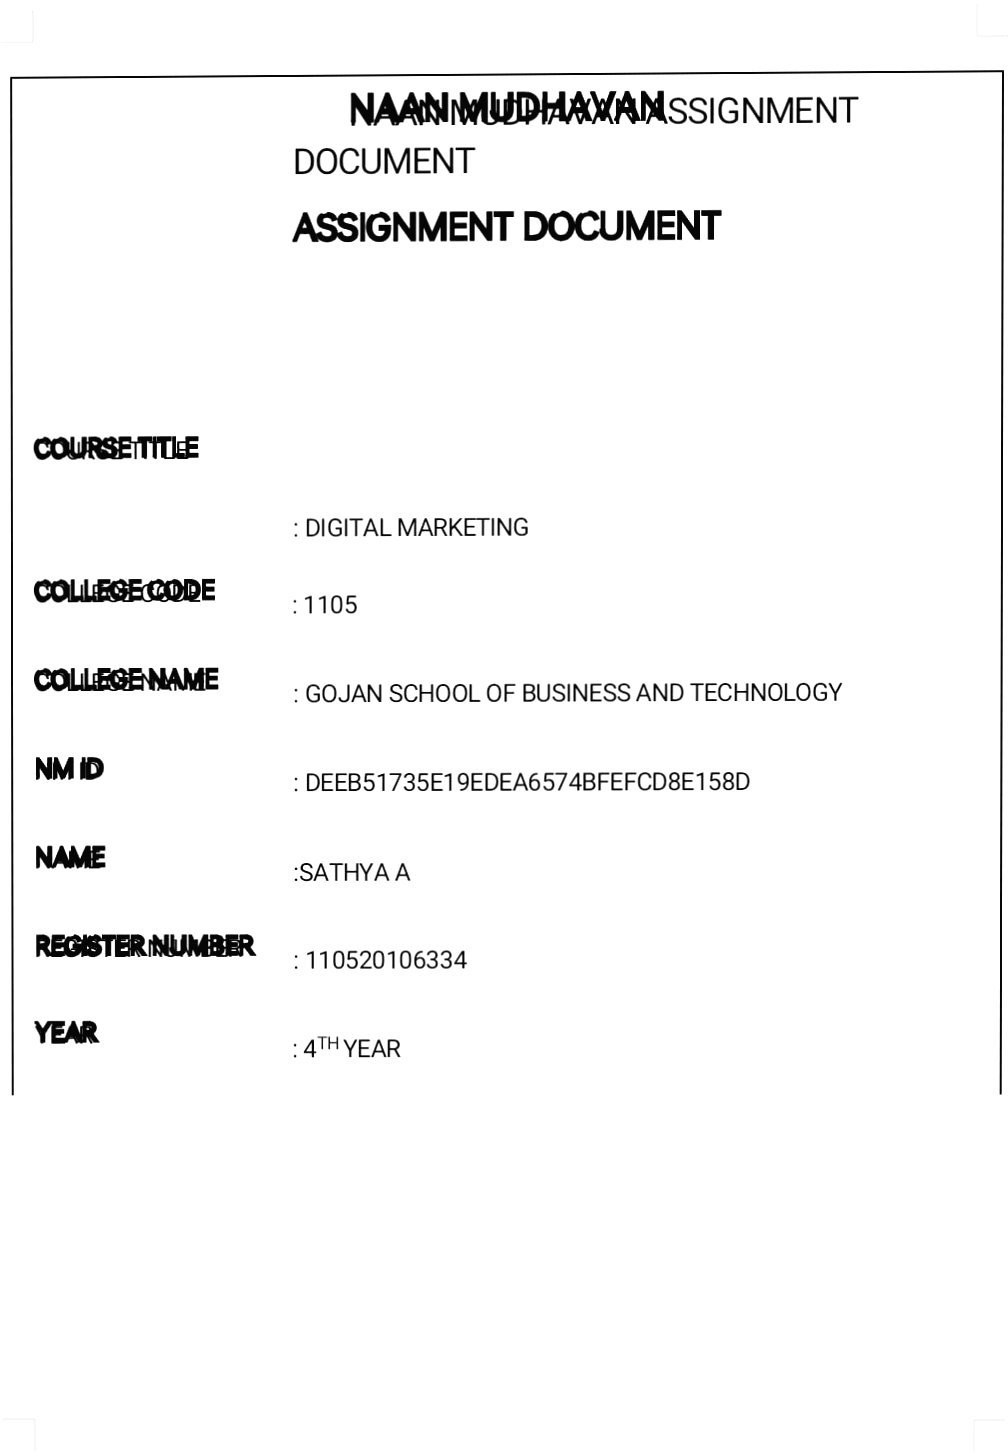 NAAN MUDHAVAN ASSIGNMENT
DOCUMENT
ASSIGNMENT DOCUMENT
COURSE TITLE
: DIGITAL MARKETING
COLLEGE CODE
: 1105
COLLEGE NAME
: GOJAN SCHOOL OF BUSINESS AND TECHNOLOGY
NM ID
: DEEB51735E19EDEA6574BFEFCD8E158D
NAME
:SATHYA A
REGISTER NUMBER
: 110520106334
YEAR
: 4TH YEAR